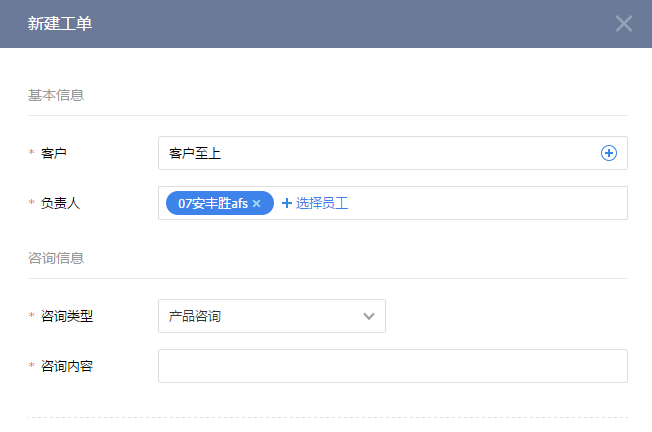 新建工单
基本信息
* 客户 客户至上
* 负责人 07安丰胜afs × + 选择员工
咨询信息
* 咨询类型 产品咨询
* 咨询内容